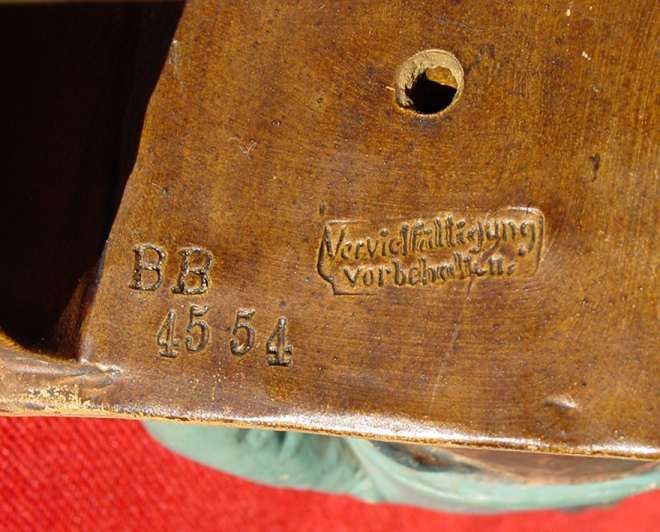 BB
4554
Vervielfältigung
vorbehalten.